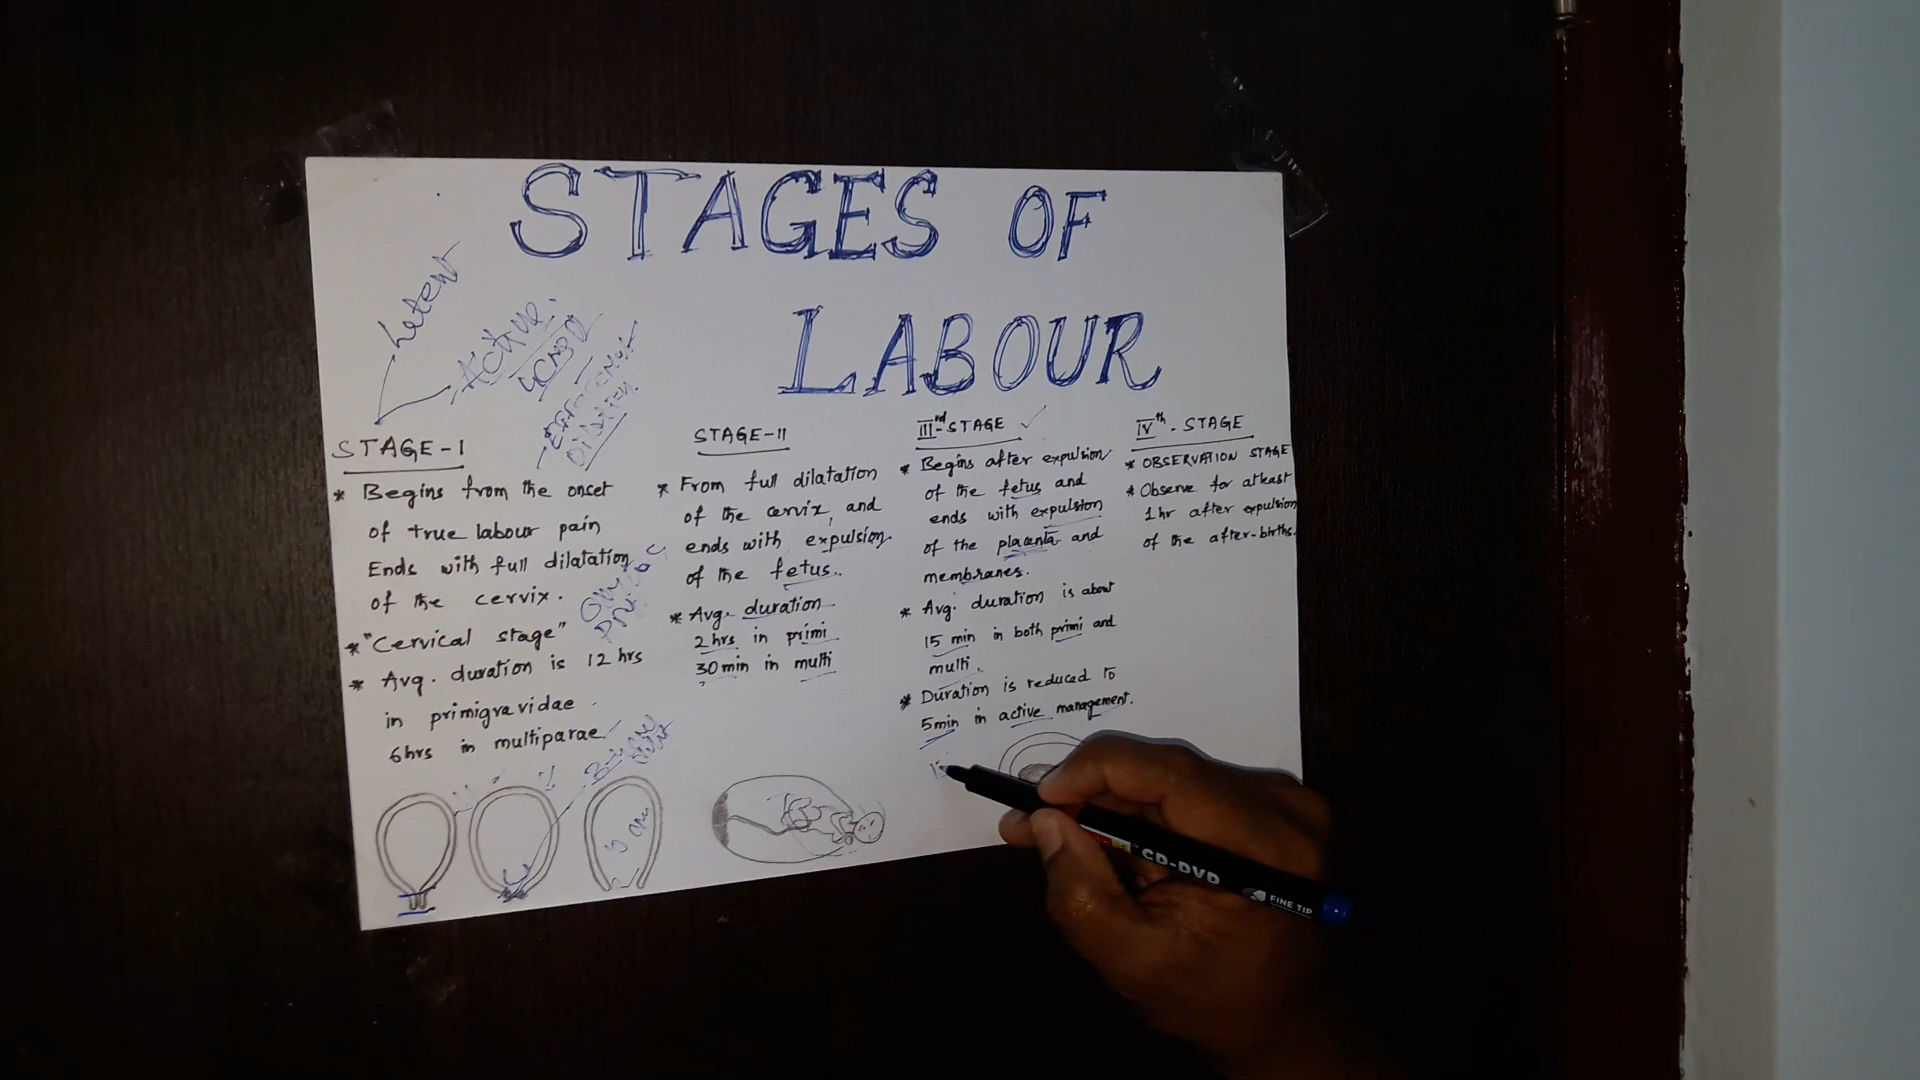 STAGES OF
LABOUR
Latent
Active
STAGE-I
* Begins from the onset
of true labour pain
Ends with full dilatation
of the cervix.
* "Cervical stage"
* Avg. duration is 12 hrs
in primigravidae
6hrs in multiparae
STAGE-II
* From full dilatation
of the cervix, and
ends with expulsion
of the fetus.
* Avg. duration
2 hrs in primi
30 min in multi
IIIrd STAGE
* Begins after expulsion
of the fetus and
ends with expulsion
of the placenta and
membranes.
* Avg. duration is about
15 min in both primi and
multi.
* Duration is reduced to
5min in active management.
15
IVth. STAGE
* OBSERVATION STAGE
* Observe for atleast
1hr after expulsion
of the after-births.
CD-DVD
FINE TIP